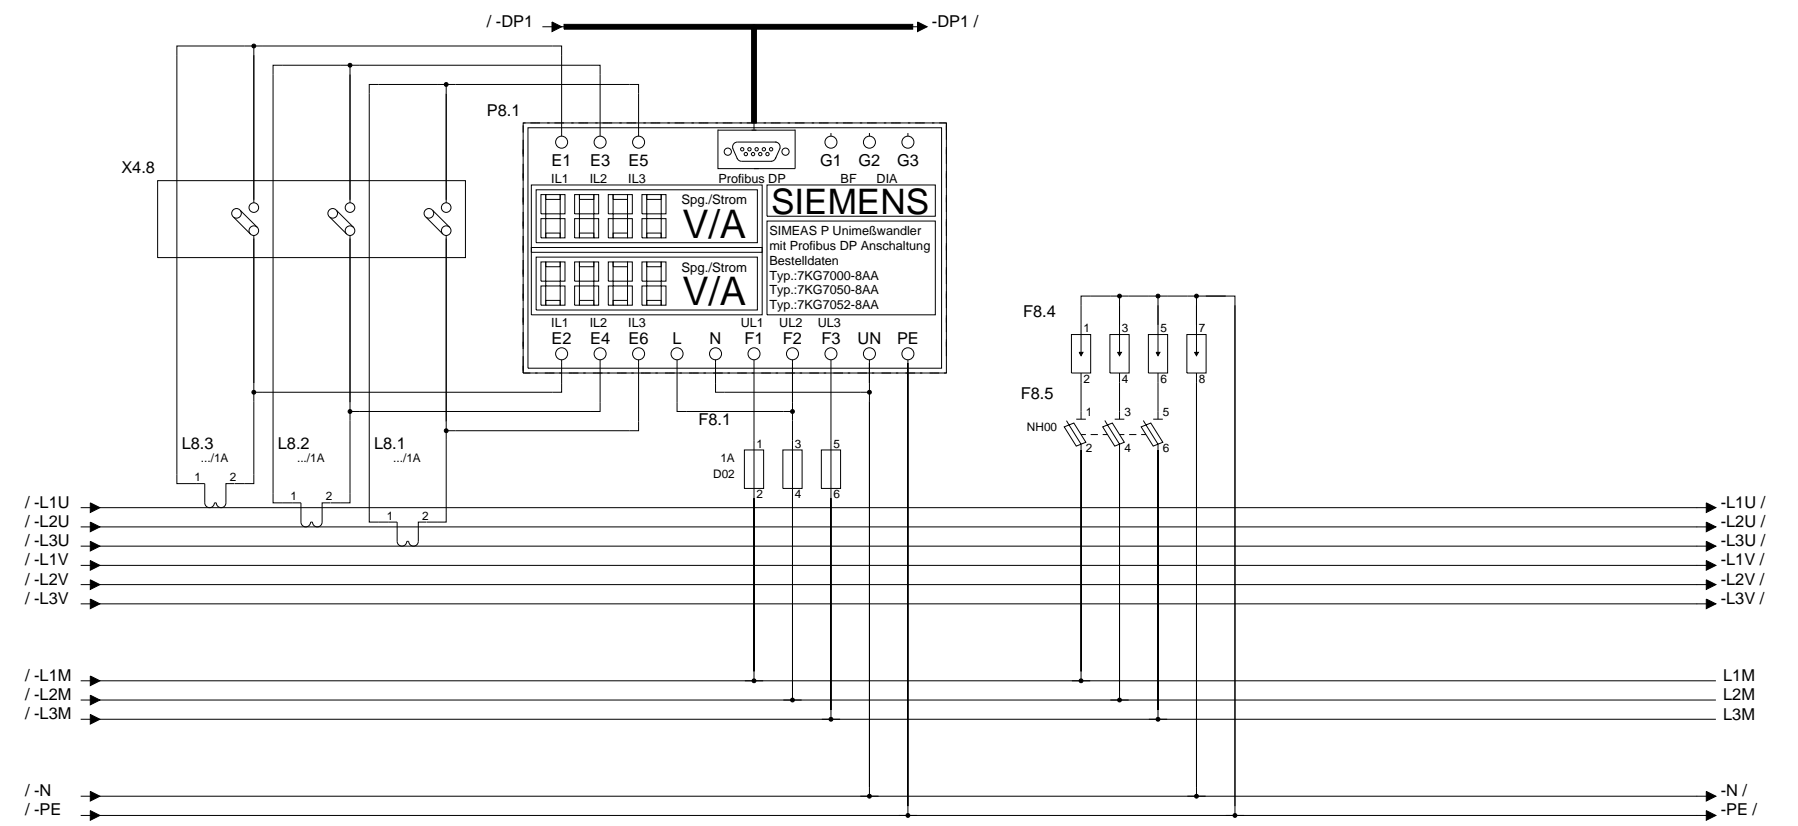 / -DP1
-DP1 /
P8.1
X4.8
E1 E3 E5
G1 G2 G3
IL1 IL2 IL3
Profibus DP
BF DIA
Spg./Strom
V/A
SIEMENS
SIMEAS P Unimeßwandler
mit Profibus DP Anschaltung
Bestelldaten
Typ.:7KG7000-8AA
Typ.:7KG7050-8AA
Typ.:7KG7052-8AA
Spg./Strom
V/A
IL1 IL2 IL3 UL1 UL2 UL3
E2 E4 E6 L N F1 F2 F3 UN PE
F8.4
1 3 5 7
2 4 6 8
F8.5
NH00
1 3 5
2 4 6
F8.1
1A
D02
1 3 5
2 4 6
L8.3
.../1A
1 2
L8.2
.../1A
1 2
L8.1
.../1A
1 2
/ -L1U
-L1U /
/ -L2U
-L2U /
/ -L3U
-L3U /
/ -L1V
-L1V /
/ -L2V
-L2V /
/ -L3V
-L3V /
/ -L1M
L1M
/ -L2M
L2M
/ -L3M
L3M
/ -N
-N /
/ -PE
-PE /